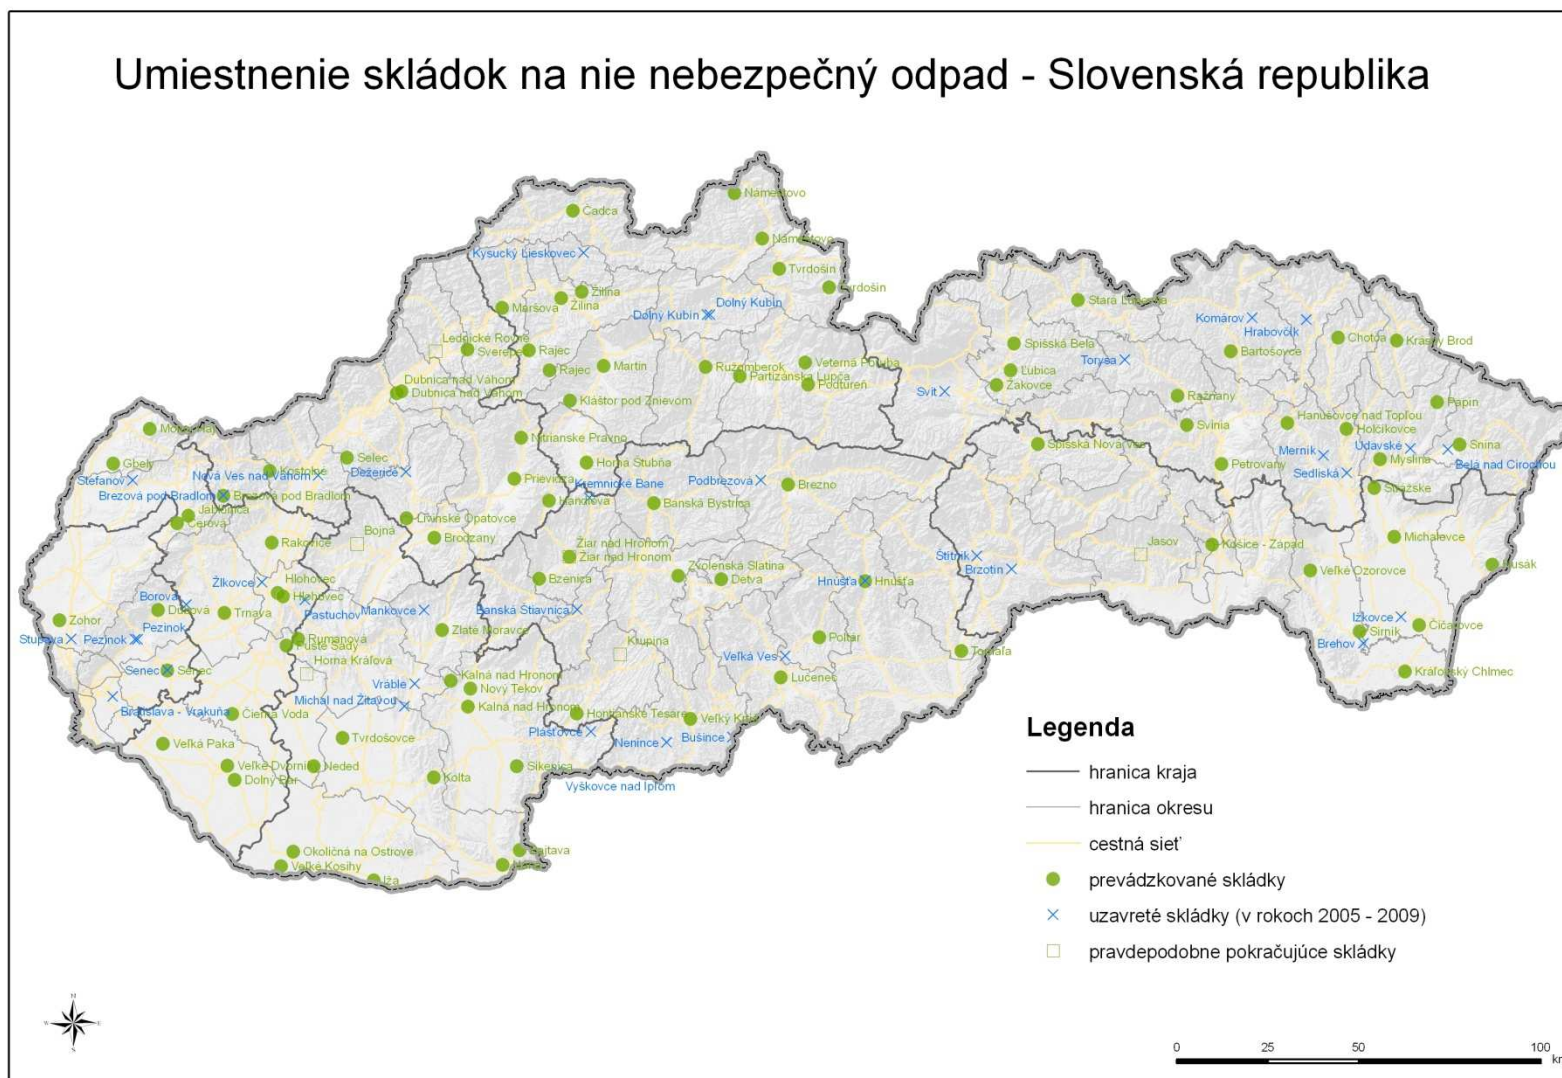 Umiestnenie skládok na nie nebezpečný odpad - Slovenská republika
Námestovo
Čadca
Námestovo
Kysucký Lieskovec
Tvrdošín
Tvrdošín
Žilina
Žilina
Maršová
Dolný Kubín
Dolný Kubín
Stará Ľubovňa
Komárov
Hrabovčík
Chotča
Krásny Brod
Lednické Rovne
Sverepec
Rajec
Rajec
Martin
Ružomberok
Partizánska Ľupča
Veterná Poruba
Podtureň
Spišská Belá
Ľubica
Žakovce
Svit
Torysa
Bartošovce
Ražňany
Svinia
Hanušovce nad Topľou
Holčíkovce
Papín
Dubnica nad Váhom
Dubnica nad Váhom
Kláštor pod Znievom
Nitrianske Pravno
Horná Štubňa
Spišská Nová Ves
Petrovany
Merník
Sedliská
Udavské
Myslina
Snina
Belá nad Cirochou
Strážske
Gbely
Štefanov
Brezová pod Bradlom
Brezová pod Bradlom
Nová Ves nad Váhom
Kostolné
Selec
Dežerice
Prievidza
Handlová
Kremnické Bane
Banská Bystrica
Podbrezová
Brezno
Jablonica
Cerová
Rakovice
Bojná
Livinské Opatovce
Brodzany
Žiar nad Hronom
Žiar nad Hronom
Bzenica
Zvolenská Slatina
Detva
Hnúšťa
Hnúšťa
Štítnik
Brzotín
Jasov
Košice - Západ
Michalovce
Veľké Ozorovce
Žlkovce
Hlohovec
Hlohovec
Borová
Dubová
Trnava
Pastuchov
Mankovce
Banská Štiavnica
Zohor
Stupava
Pezinok
Pezinok
Rumanová
Pusté Sady
Zlaté Moravce
Krupina
Poltár
Veľká Ves
Lučenec
Tornaľa
Ižkovce
Čičarovce
Sirník
Brehov
Kráľovský Chlmec
Senec
Senec
Horná Kráľová
Vráble
Kalná nad Hronom
Nový Tekov
Michal nad Žitavou
Kalná nad Hronom
Bratislava - Vrakuňa
Čierna Voda
Hontianske Tesáre
Veľký Krtíš
Plášťovce
Nenince
Bušince
Veľká Paka
Tvrdošovce
Veľké Dvorníky
Neded
Dolný Bar
Kolta
Sikenica
Vyškovce nad Ipľom
Okoličná na Ostrove
Veľké Kosihy
Iža
Legenda
hranica kraja
hranica okresu
cestná sieť
prevádzkované skládky
uzavreté skládky (v rokoch 2005 - 2009)
pravdepodobne pokračujúce skládky
N
W
E
S
0 25 50 100
km